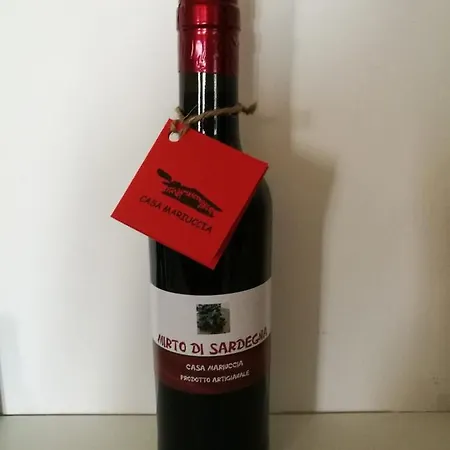 CASA MARIUCCIA
MIRTO DI SARDEGNA
CASA MARIUCCIA
PRODOTTO ARTIGIANALE